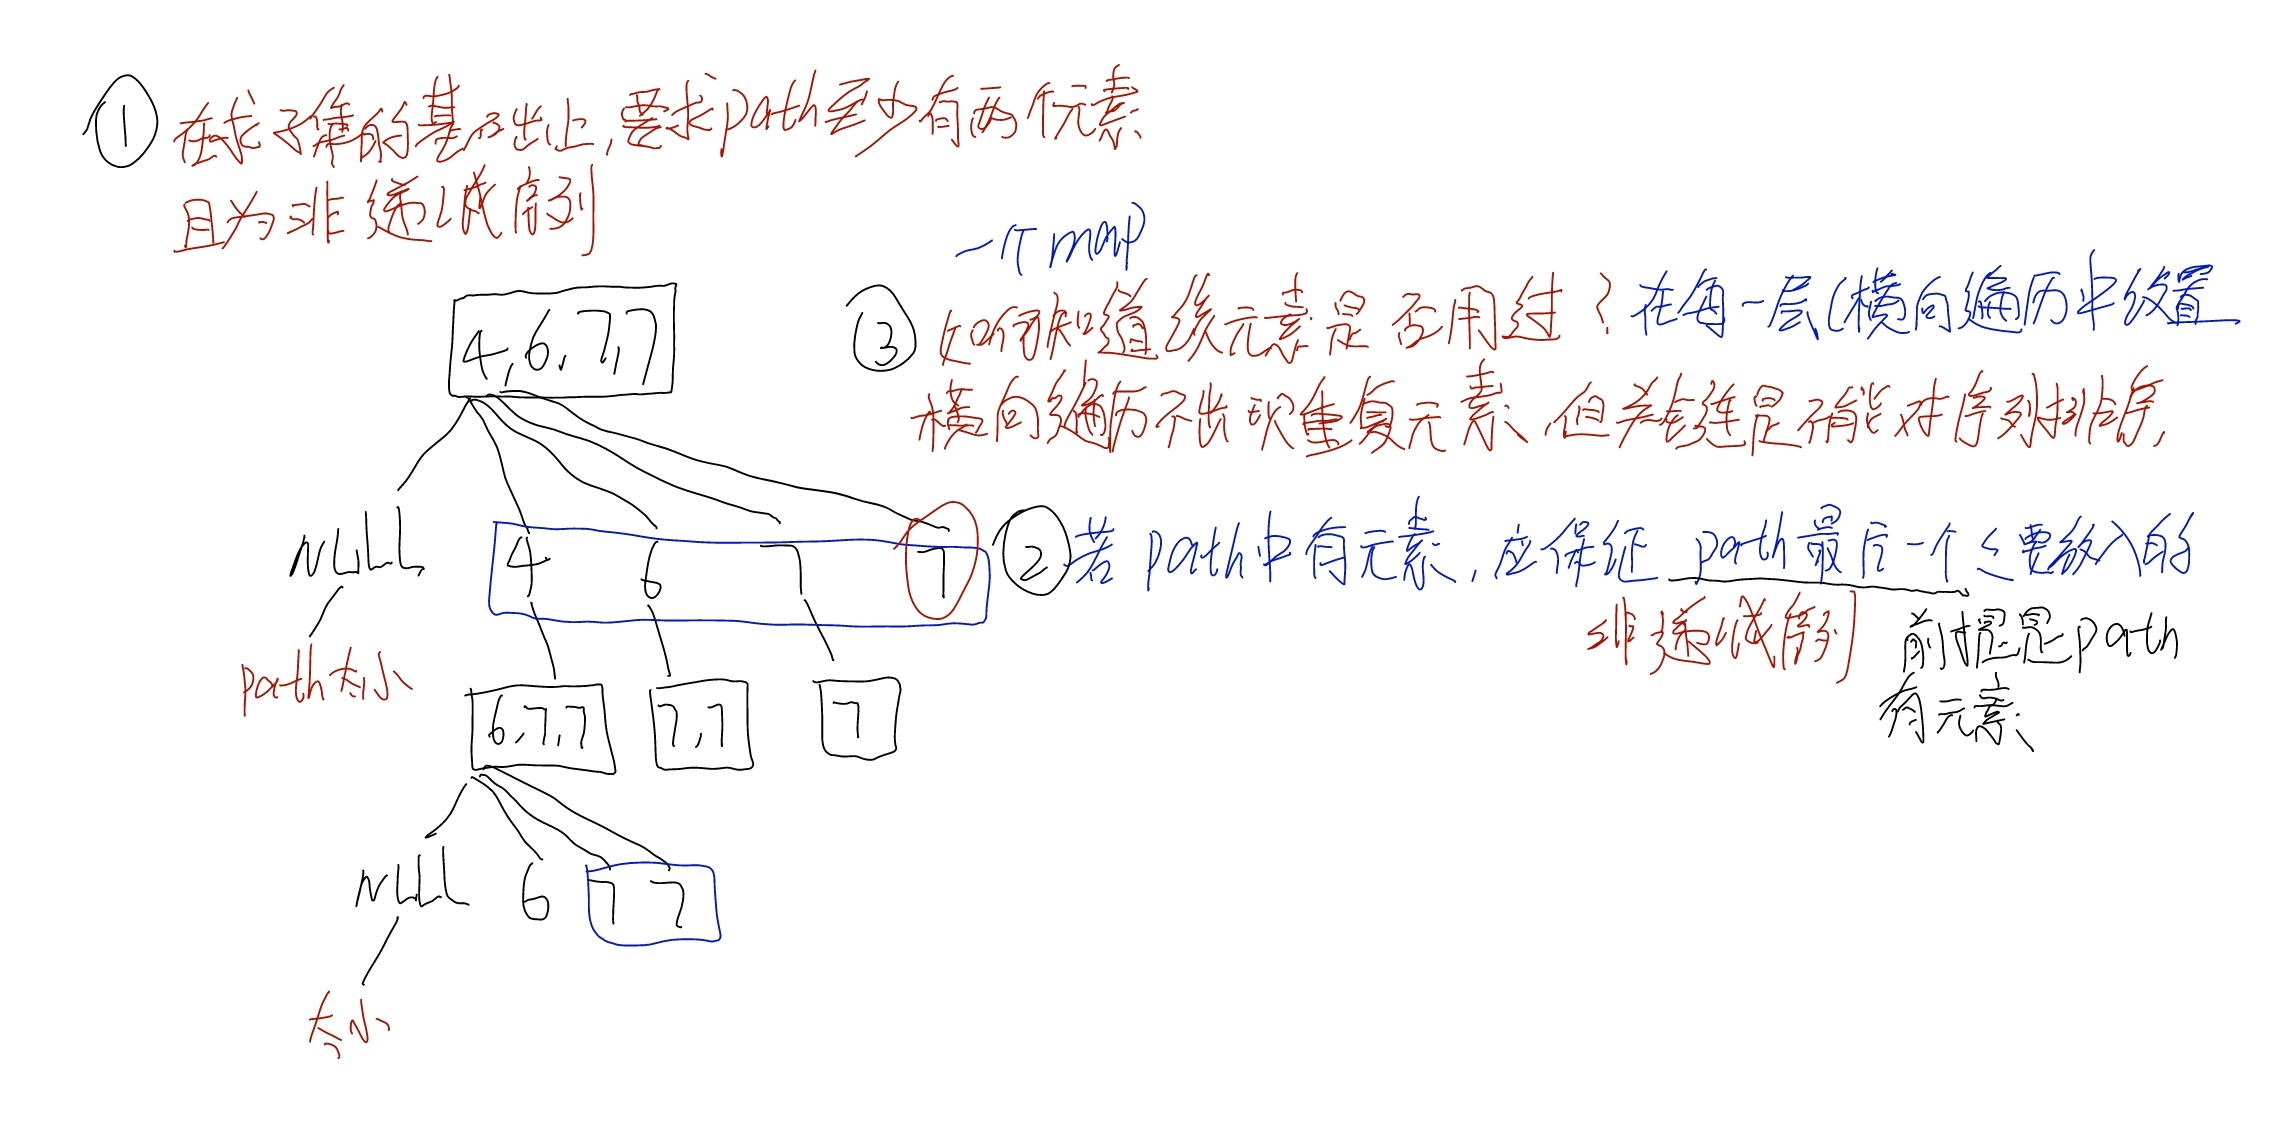 ① 在求子集的基础上,要求path至少有两个元素
且为非递减序列
一个map
③ 如何知道该元素是否用过?在每一层(横向遍历中设置
横向遍历不出现重复元素,但关键是不能对序列排序,
4,6,7,7
② 若path中有元素,应保证path最后一个≤要放入的
NULL 4 6 7 7
非递减序列 前提是path
有元素
path大小
6,7,7 7,7 7
NULL 6 7 7
大小